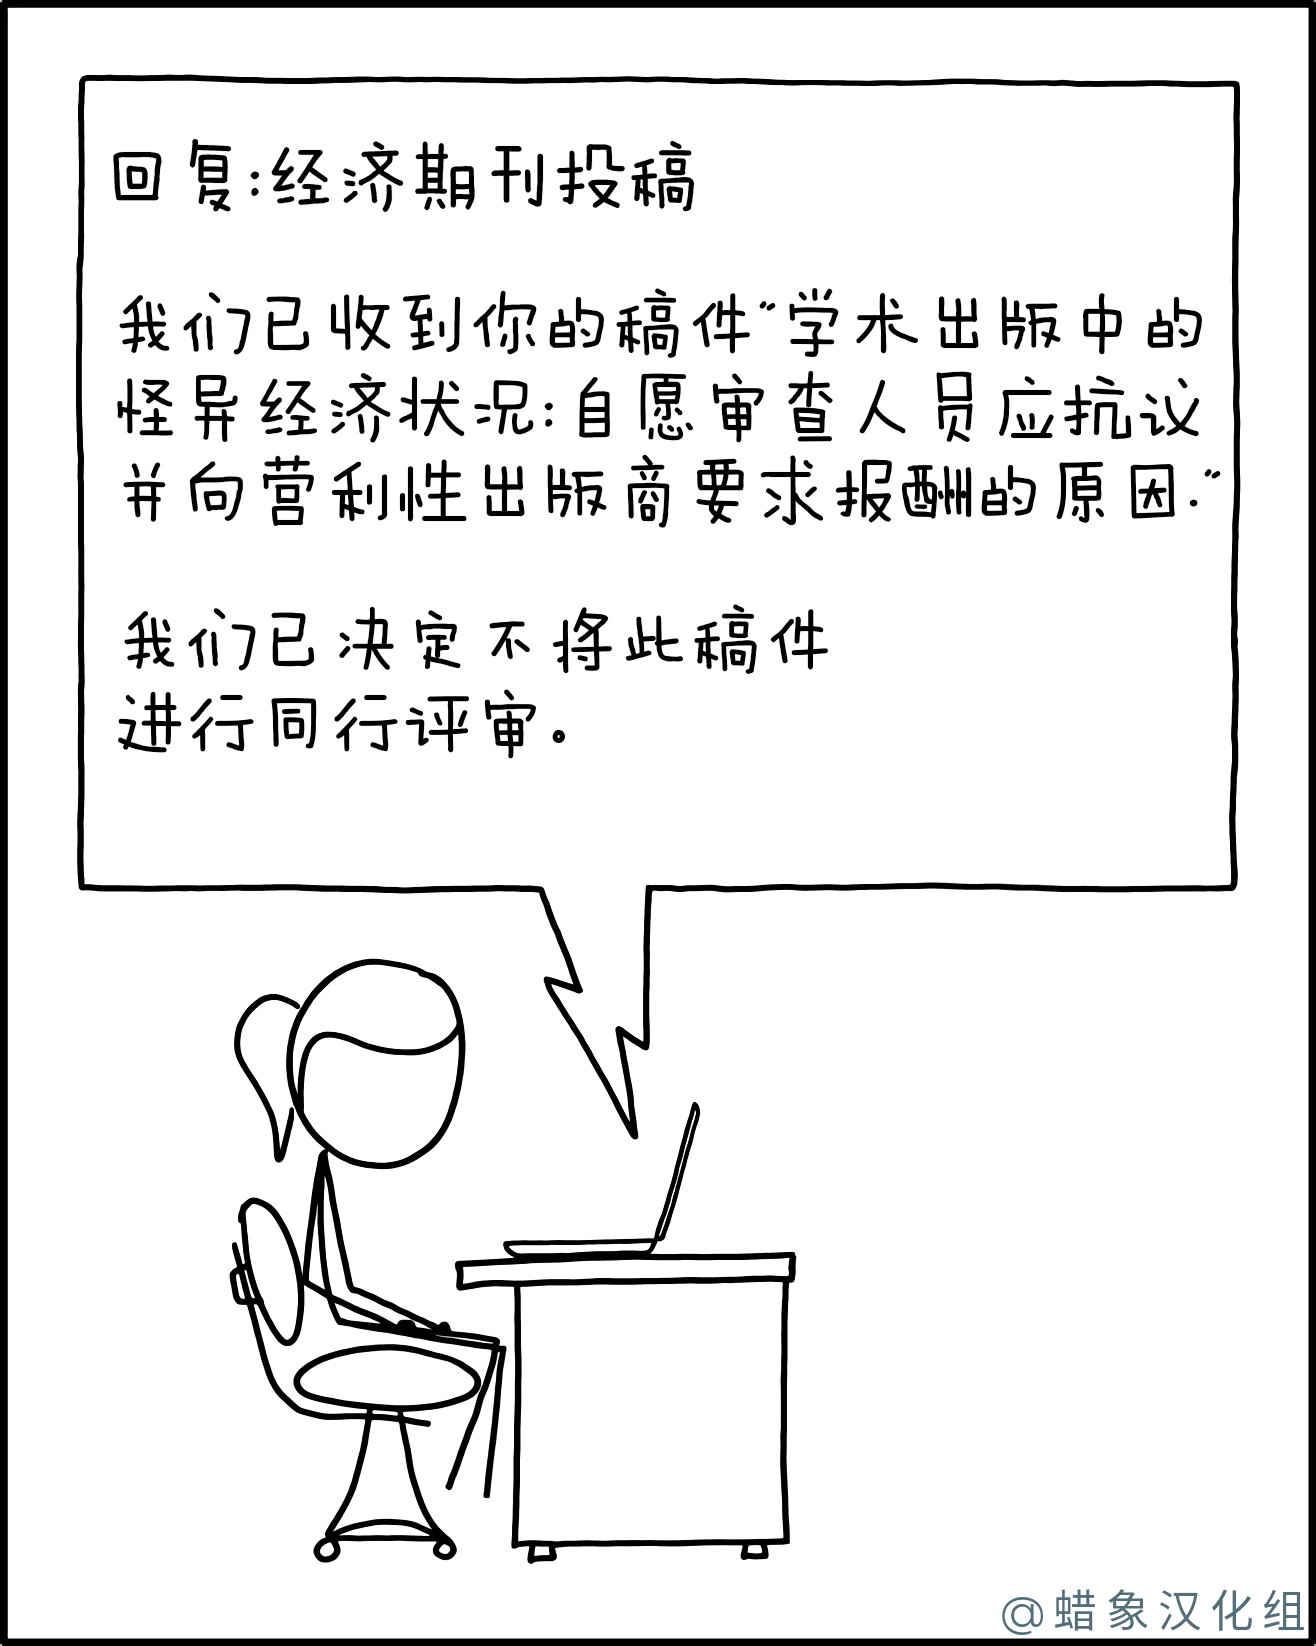 回复:经济期刊投稿
我们已收到你的稿件"学术出版中的
怪异经济状况:自愿审查人员应抗议
并向营利性出版商要求报酬的原因."
我们已决定不将此稿件
进行同行评审。
@蜡象汉化组